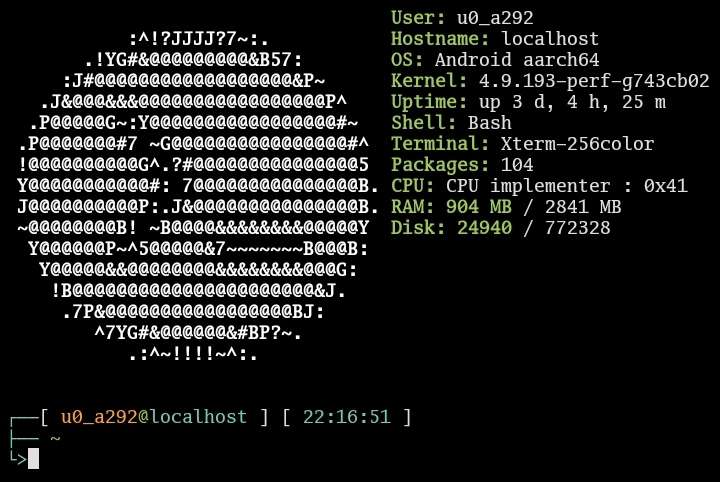 :^!?JJJJ?7~:.
.!YG#&@@@@@@@@@&B57:
:J#@@@@@@@@@@@@@@@@@@&P~
.J&@@@&&&@@@@@@@@@@@@@@@@@P^
.P@@@@@G~:Y@@@@@@@@@@@@@@@@@#~
.P@@@@@@@#7 ~G@@@@@@@@@@@@@@@@#^
!@@@@@@@@@@G^.?#@@@@@@@@@@@@@@@5
Y@@@@@@@@@@@#: 7@@@@@@@@@@@@@@@B.
J@@@@@@@@@@P:.J&@@@@@@@@@@@@@@@B.
~@@@@@@@@B! ~B@@@@&&&&&&&&@@@@@Y
Y@@@@@@P~^5@@@@@&7~~~~~~~B@@@B:
Y@@@@@&&@@@@@@@@&&&&&&&&@@@G:
!B@@@@@@@@@@@@@@@@@@@@@@&J.
.7P&@@@@@@@@@@@@@@@@@BJ:
^7YG#&@@@@@@&#BP?~.
.:^~!!!!~^:.
User: u0_a292
Hostname: localhost
OS: Android aarch64
Kernel: 4.9.193-perf-g743cb02
Uptime: up 3 d, 4 h, 25 m
Shell: Bash
Terminal: Xterm-256color
Packages: 104
CPU: CPU implementer : 0x41
RAM: 904 MB / 2841 MB
Disk: 24940 / 772328
┌──[ u0_a292@localhost ] [ 22:16:51 ]
├── ~
└>